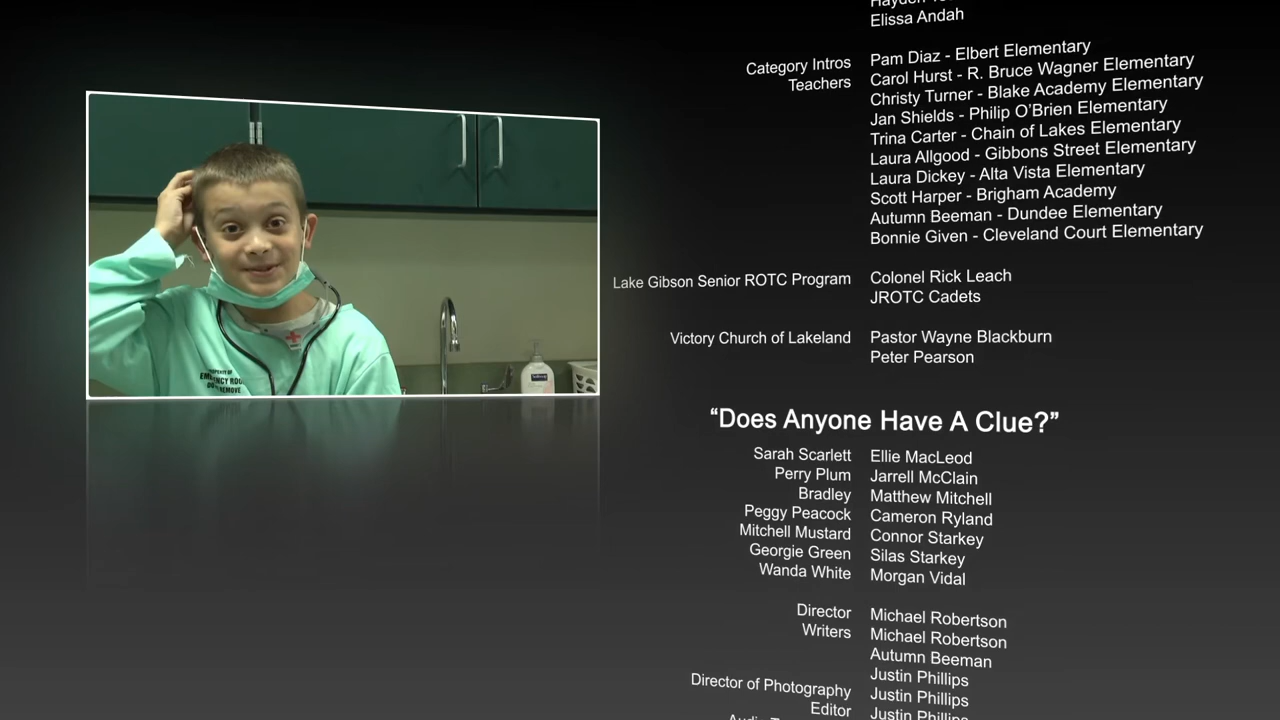 Elissa Andah
Category Intros Pam Diaz - Elbert Elementary
Teachers Carol Hurst - R. Bruce Wagner Elementary
Christy Turner - Blake Academy Elementary
Jan Shields - Philip O'Brien Elementary
Trina Carter - Chain of Lakes Elementary
Laura Allgood - Gibbons Street Elementary
Laura Dickey - Alta Vista Elementary
Scott Harper - Brigham Academy
Autumn Beeman - Dundee Elementary
Bonnie Given - Cleveland Court Elementary
Lake Gibson Senior ROTC Program Colonel Rick Leach
JROTC Cadets
Victory Church of Lakeland Pastor Wayne Blackburn
Peter Pearson
“Does Anyone Have A Clue?”
Sarah Scarlett Ellie MacLeod
Perry Plum Jarrell McClain
Bradley Matthew Mitchell
Peggy Peacock Cameron Ryland
Mitchell Mustard Connor Starkey
Georgie Green Silas Starkey
Wanda White Morgan Vidal
Director Michael Robertson
Writers Michael Robertson
Autumn Beeman
Justin Phillips
Director of Photography Justin Phillips
Editor Justin Phillips